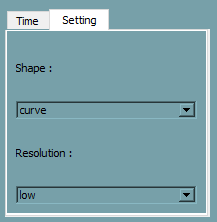 Time Setting
Shape :
curve
Resolution :
low